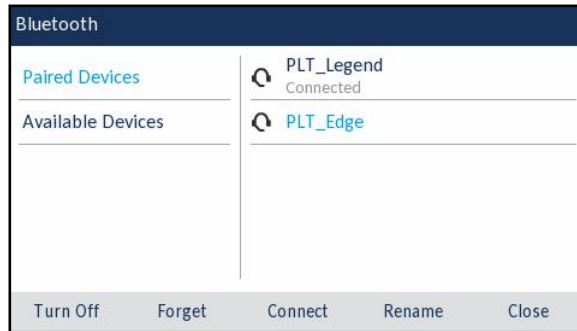 Bluetooth
Paired Devices
Available Devices
PLT_Legend
Connected
PLT_Edge
Turn Off Forget Connect Rename Close